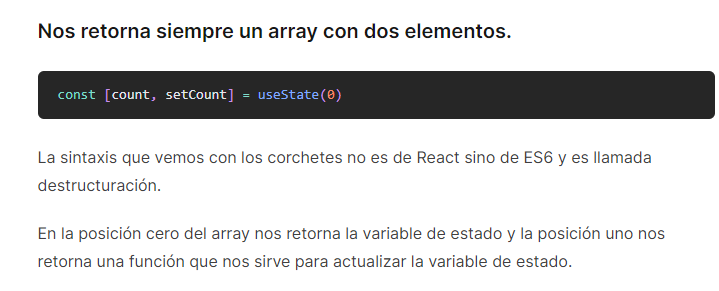 Nos retorna siempre un array con dos elementos.
const [count, setCount] = useState(0)
La sintaxis que vemos con los corchetes no es de React sino de ES6 y es llamada
destructuración.
En la posición cero del array nos retorna la variable de estado y la posición uno nos
retorna una función que nos sirve para actualizar la variable de estado.